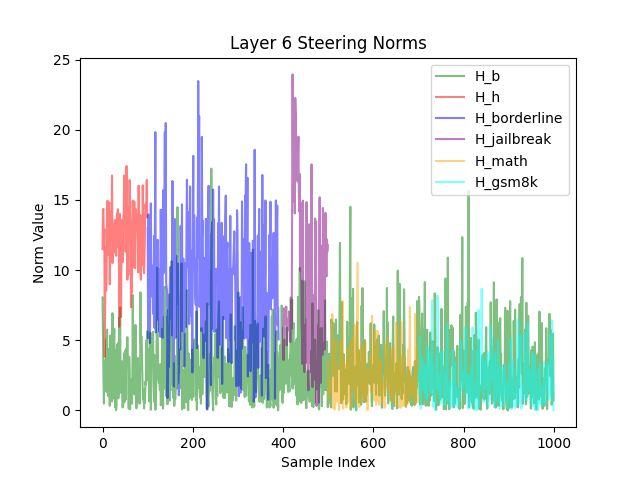 Layer 6 Steering Norms
25
20
15
10
5
0
Norm Value
H_b
H_h
H_borderline
H_jailbreak
H_math
H_gsm8k
0 200 400 600 800 1000
Sample Index